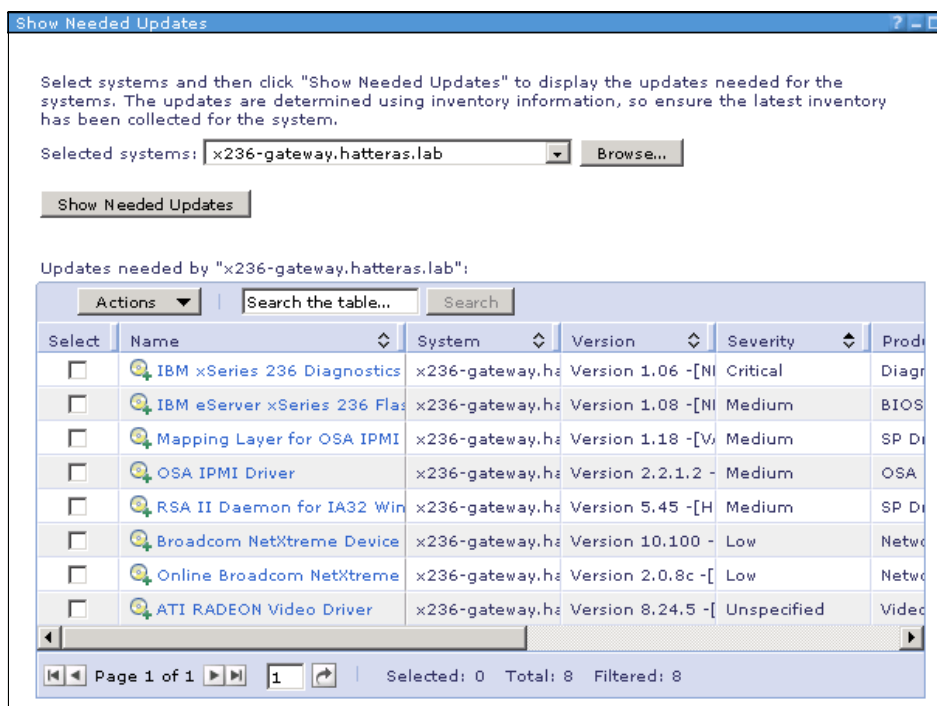 Show Needed Updates
Select systems and then click "Show Needed Updates" to display the updates needed for the
systems. The updates are determined using inventory information, so ensure the latest inventory
has been collected for the system.
Selected systems: x236-gateway.hatteras.lab Browse...
Show Needed Updates
Updates needed by "x236-gateway.hatteras.lab":
Actions Search the table... Search
Select Name System Version Severity Produ
IBM xSeries 236 Diagnostics x236-gateway.ha Version 1.06 -[NI Critical Diagn
IBM eServer xSeries 236 Flas x236-gateway.ha Version 1.08 -[NI Medium BIOS
Mapping Layer for OSA IPMI x236-gateway.ha Version 1.18 -[VA Medium SP Dr
OSA IPMI Driver x236-gateway.ha Version 2.2.1.2 - Medium OSA
RSA II Daemon for IA32 Win x236-gateway.ha Version 5.45 -[H Medium SP Dr
Broadcom NetXtreme Device x236-gateway.ha Version 10.100 - Low Netwo
Online Broadcom NetXtreme x236-gateway.ha Version 2.0.8c -[ Low Netwo
ATI RADEON Video Driver x236-gateway.ha Version 8.24.5 -[ Unspecified Video
Page 1 of 1 1 Selected: 0 Total: 8 Filtered: 8